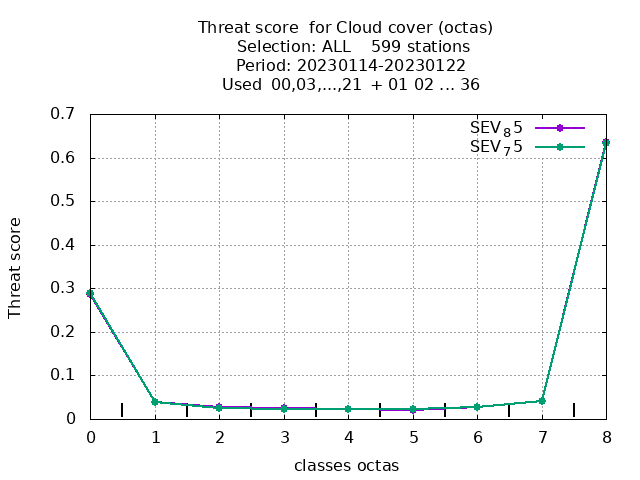 Threat score for Cloud cover (octas)
Selection: ALL 599 stations
Period: 20230114-20230122
Used 00,03,...,21 + 01 02 ... 36
SEV85
SEV75
0.7
0.6
0.5
0.4
0.3
0.2
0.1
0
Threat score
0 1 2 3 4 5 6 7 8
classes octas